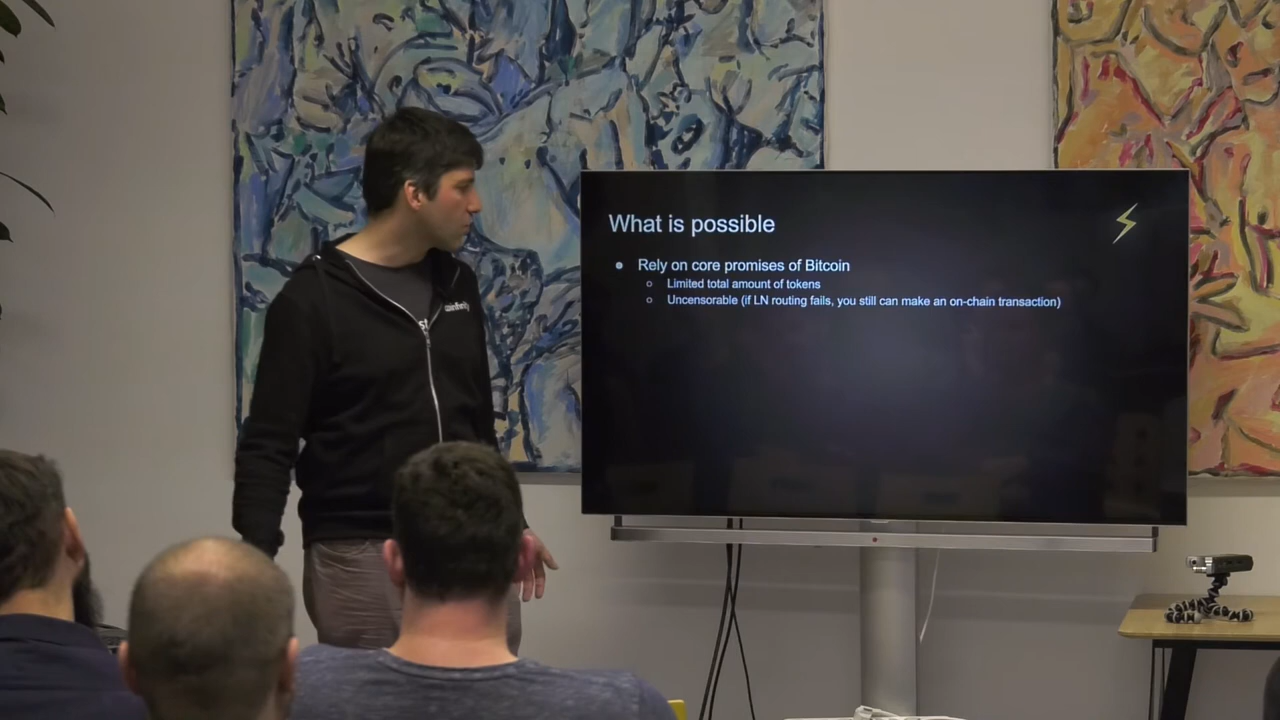 What is possible
Rely on core promises of Bitcoin
Limited total amount of tokens
Uncensorable (if LN routing fails, you still can make an on-chain transaction)